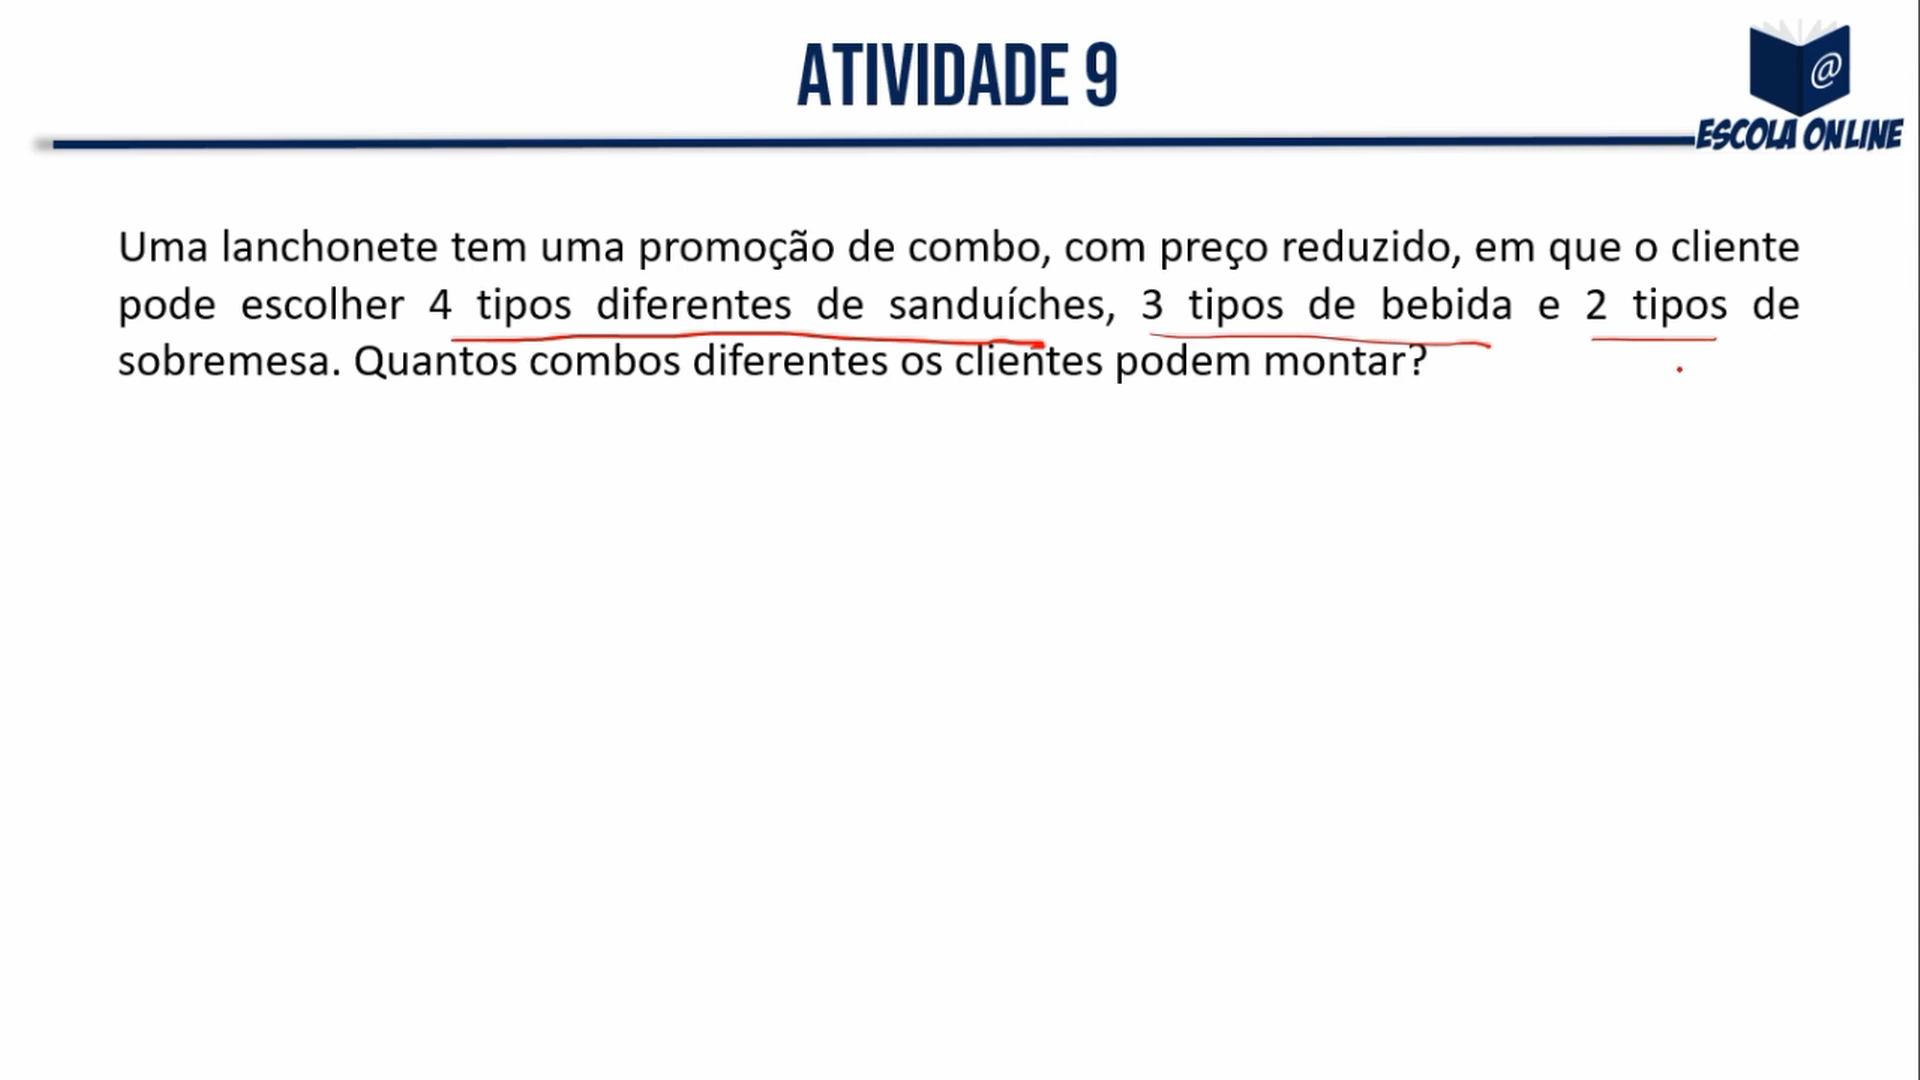 ATIVIDADE 9
@
ESCOLA ONLINE
Uma lanchonete tem uma promoção de combo, com preço reduzido, em que o cliente
pode escolher 4 tipos diferentes de sanduíches, 3 tipos de bebida e 2 tipos de
sobremesa. Quantos combos diferentes os clientes podem montar?